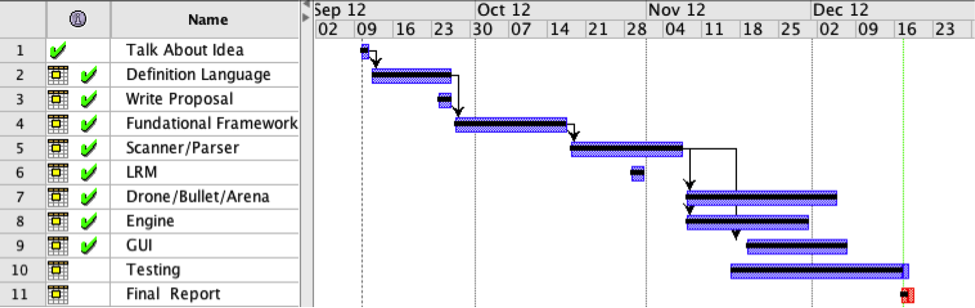 Name Sep 12 Oct 12 Nov 12 Dec 12
02 09 16 23 30 07 14 21 28 04 11 18 25 02 09 16 23
1 Talk About Idea
2 Definition Language
3 Write Proposal
4 Fundational Framework
5 Scanner/Parser
6 LRM
7 Drone/Bullet/Arena
8 Engine
9 GUI
10 Testing
11 Final Report